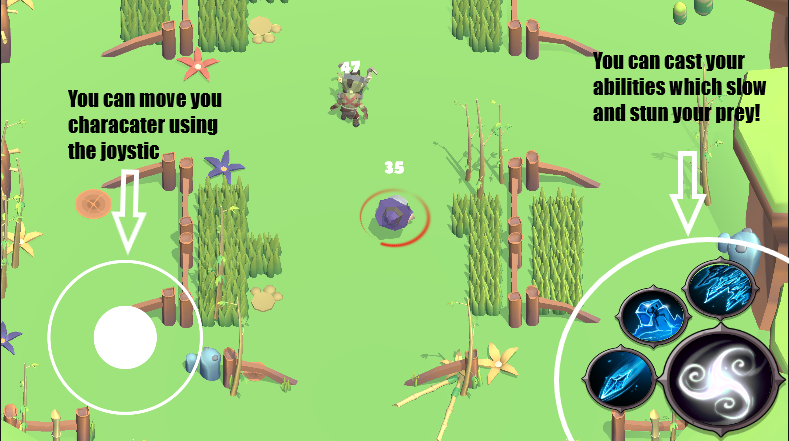 You can move you
characater using
the joystic
47
You can cast your
abilities which slow
and stun your prey!
35